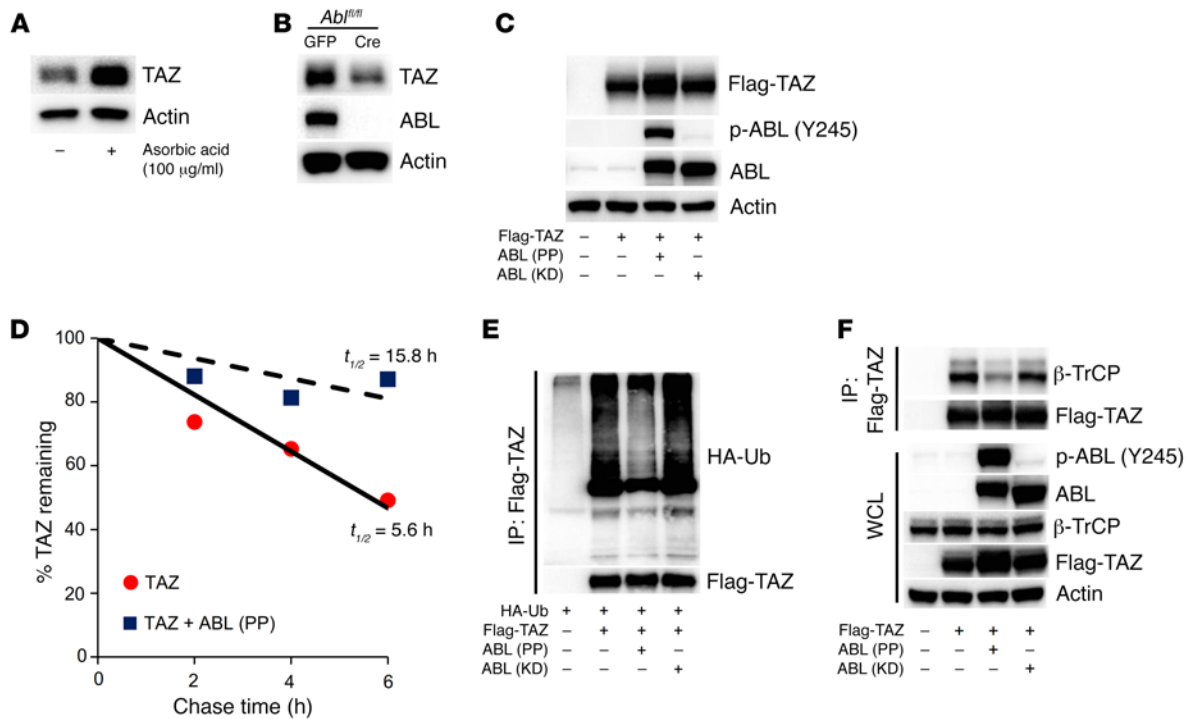 A
TAZ
Actin
– +
Asorbic acid
(100 μg/ml)
B
Abl^fl/fl
GFP Cre
TAZ
ABL
Actin
C
Flag-TAZ
p-ABL (Y245)
ABL
Actin
Flag-TAZ – + + +
ABL (PP) – – + –
ABL (KD) – – – +
D
% TAZ remaining
100
80
60
40
20
0
t1/2 = 15.8 h
t1/2 = 5.6 h
TAZ
TAZ + ABL (PP)
0 2 4 6
Chase time (h)
E
IP: Flag-TAZ
HA-Ub
Flag-TAZ
HA-Ub + + + +
Flag-TAZ – + + +
ABL (PP) – – + –
ABL (KD) – – – +
F
IP:
Flag-TAZ
β-TrCP
Flag-TAZ
WCL
p-ABL (Y245)
ABL
β-TrCP
Flag-TAZ
Actin
Flag-TAZ – + + +
ABL (PP) – – + –
ABL (KD) – – – +